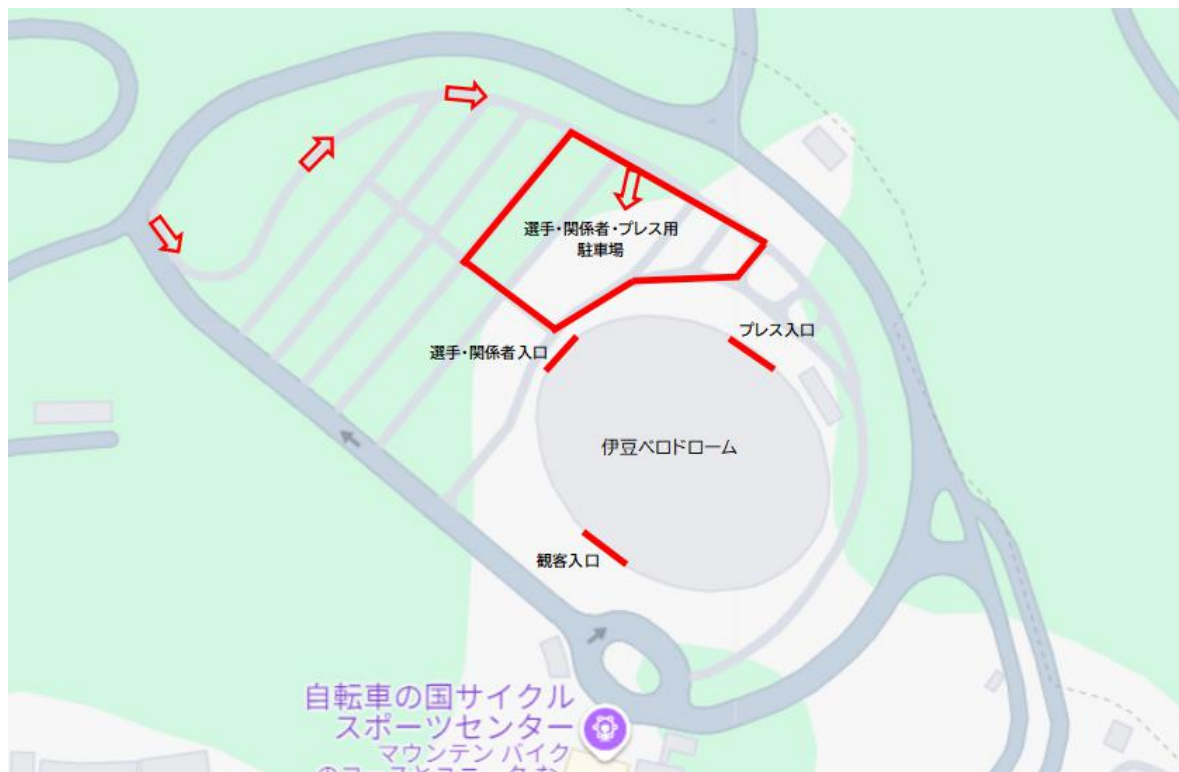 選手・関係者・プレス用
駐車場
プレス入口
選手・関係者入口
伊豆ベロドローム
観客入口
自転車の国サイクル
スポーツセンター
マウンテン バイク